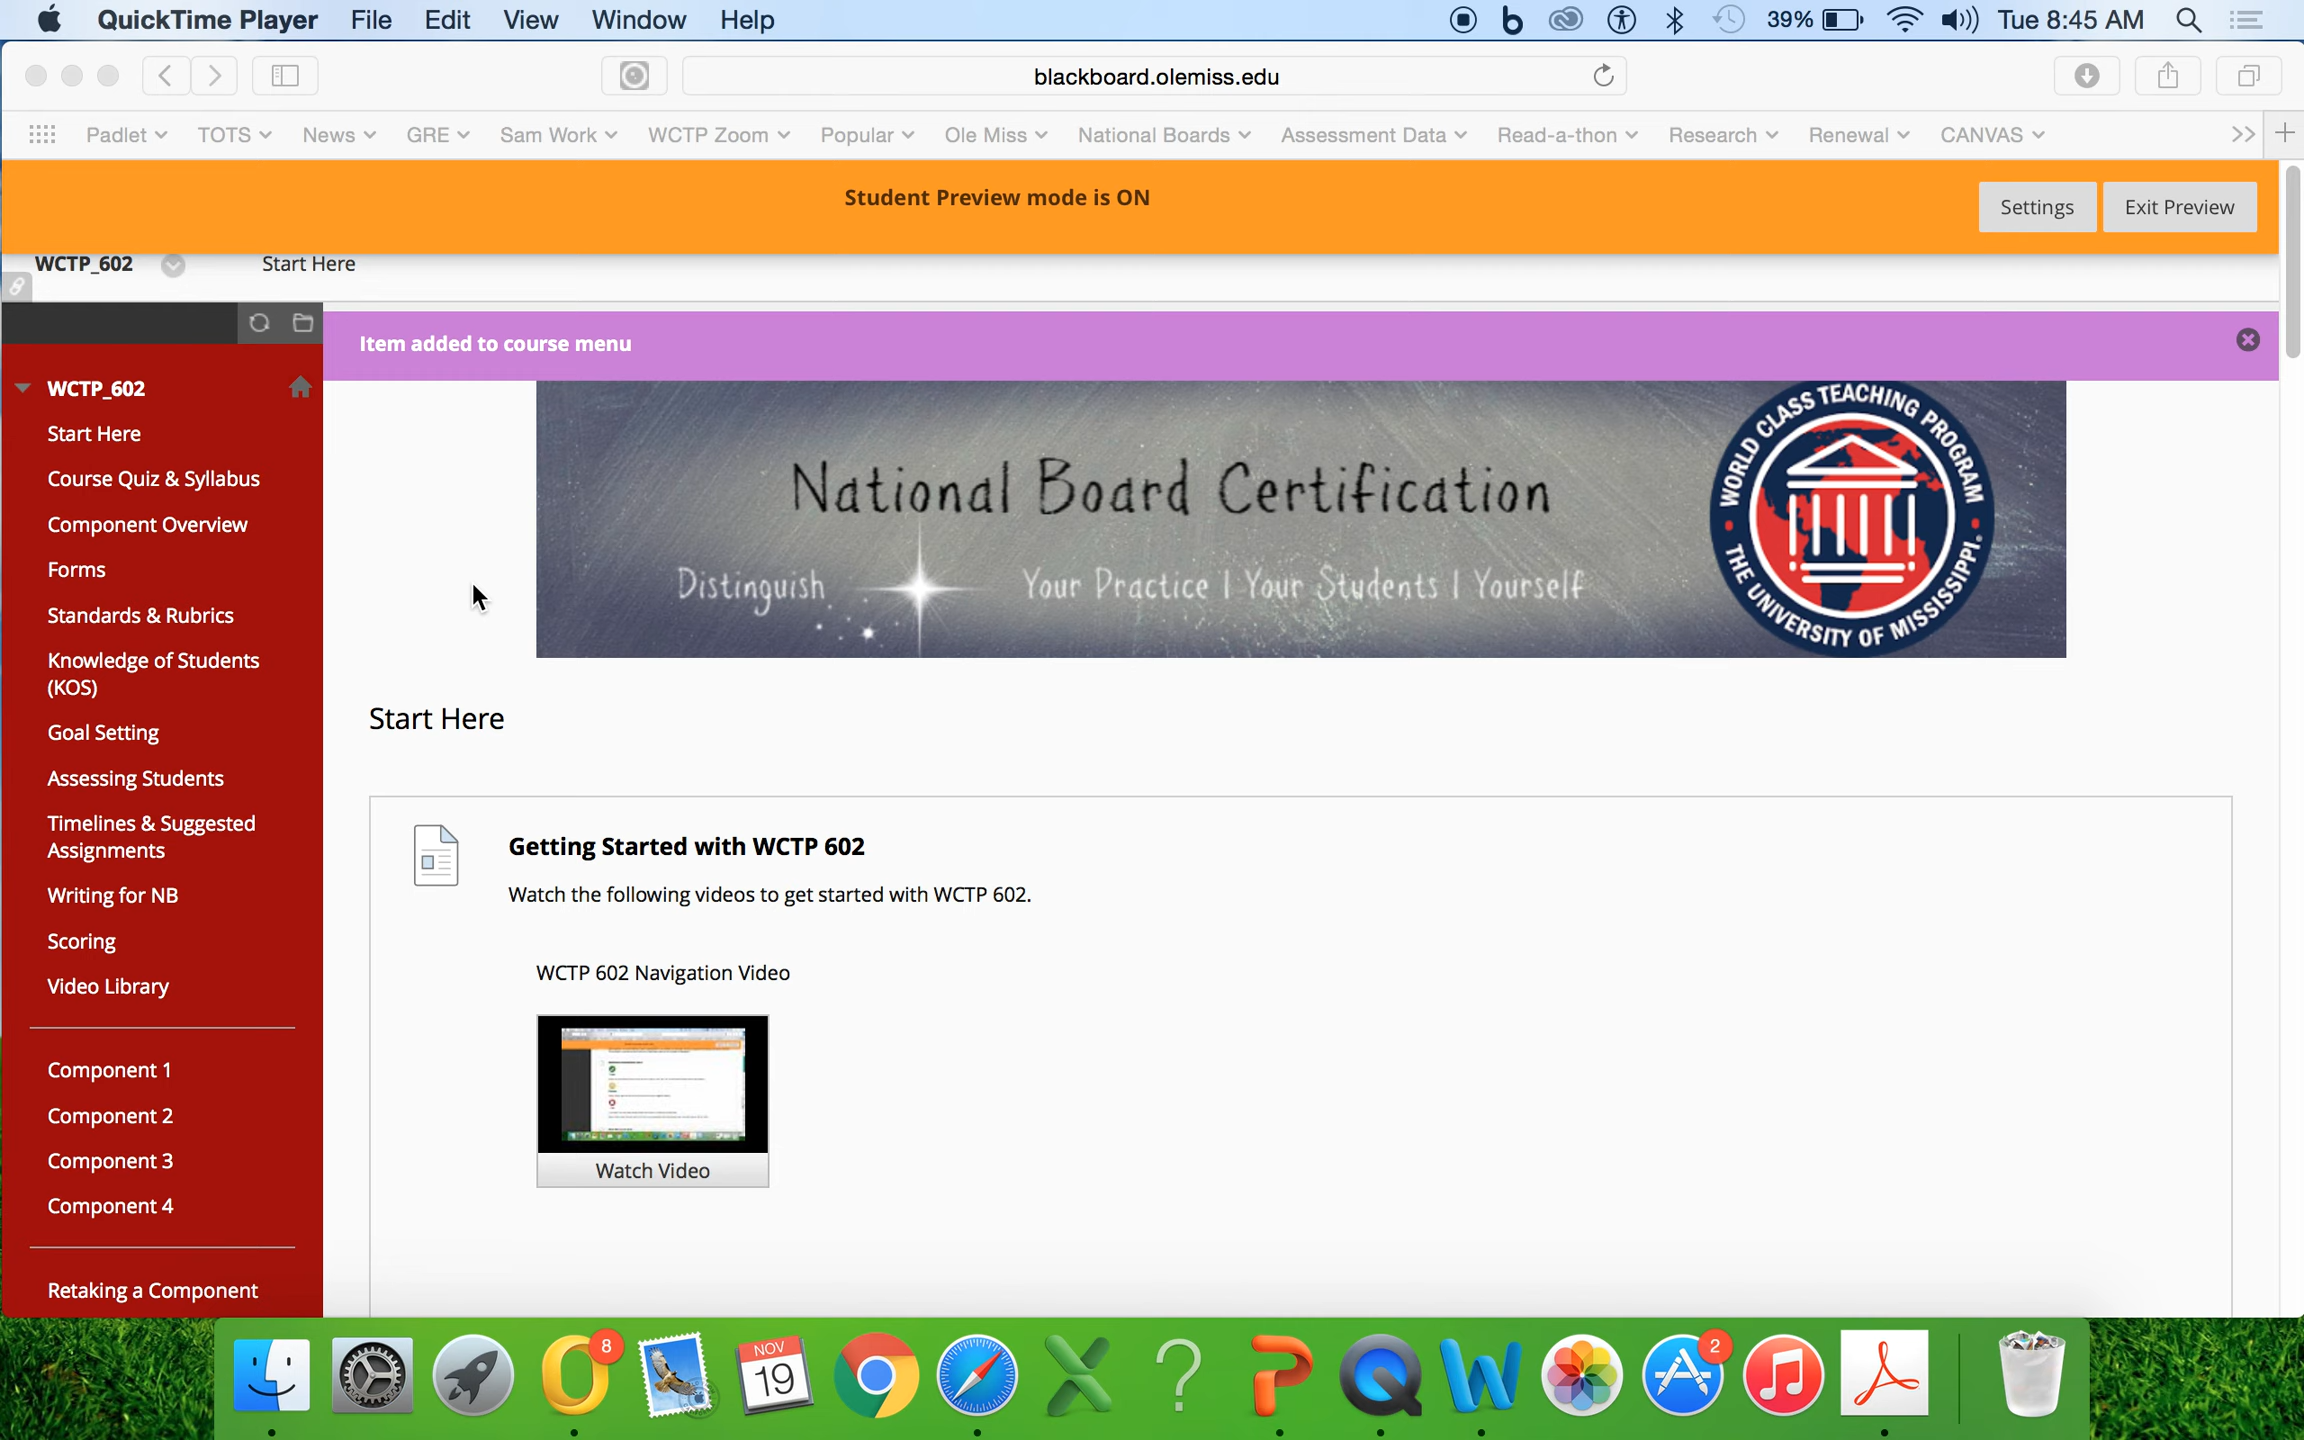 QuickTime Player File Edit View Window Help 39% Tue 8:45 AM
blackboard.olemiss.edu
Padlet TOTS News GRE Sam Work WCTP Zoom Popular Ole Miss National Boards Assessment Data Read-a-thon Research Renewal CANVAS
Student Preview mode is ON
Settings Exit Preview
WCTP_602 Start Here
Item added to course menu
WCTP_602
Start Here
Course Quiz & Syllabus
Component Overview
Forms
Standards & Rubrics
Knowledge of Students
(KOS)
Goal Setting
Assessing Students
Timelines & Suggested
Assignments
Writing for NB
Scoring
Video Library
Component 1
Component 2
Component 3
Component 4
Retaking a Component
National Board Certification
Distinguish Your Practice | Your Students | Yourself
WORLD CLASS TEACHING PROGRAM
THE UNIVERSITY OF MISSISSIPPI
Start Here
Getting Started with WCTP 602
Watch the following videos to get started with WCTP 602.
WCTP 602 Navigation Video
Watch Video
8
NOV
19
2